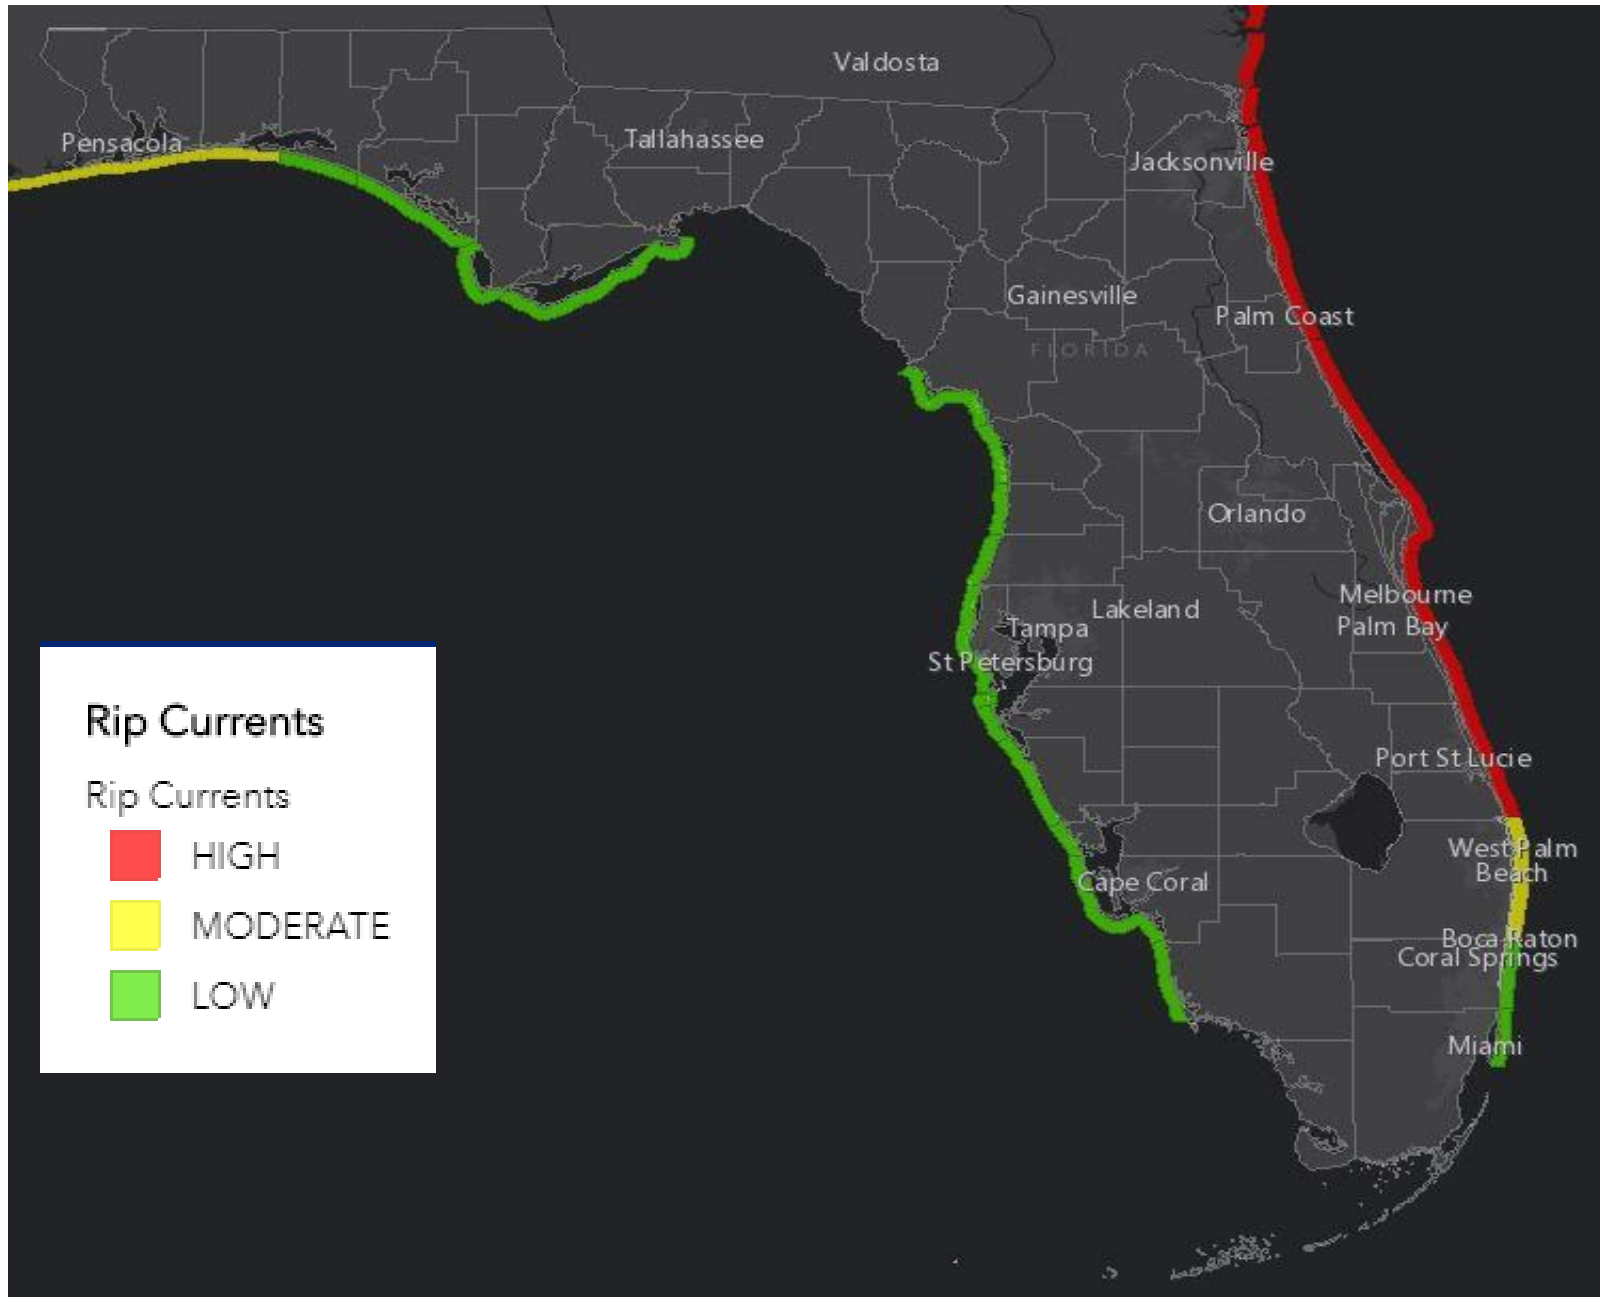 Valdosta
Pensacola
Tallahassee
Jacksonville
Gainesville
Palm Coast
FLORIDA
Orlando
Melbourne
Lakeland
Tampa
Palm Bay
St Petersburg
Port St Lucie
West Palm
Beach
Cape Coral
Boca Raton
Coral Springs
Miami
Rip Currents
Rip Currents
HIGH
MODERATE
LOW